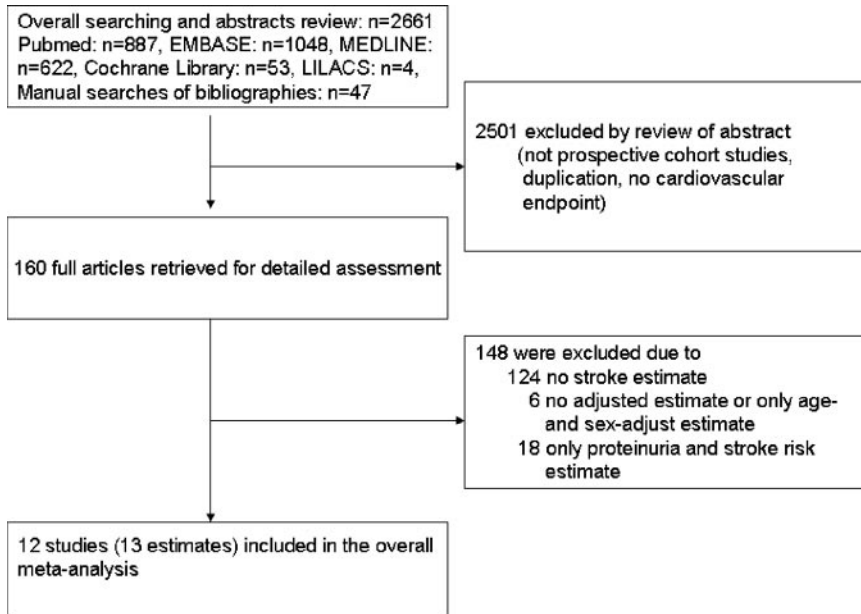 Overall searching and abstracts review: n=2661
Pubmed: n=887, EMBASE: n=1048, MEDLINE:
n=622, Cochrane Library: n=53, LILACS: n=4,
Manual searches of bibliographies: n=47
2501 excluded by review of abstract
(not prospective cohort studies,
duplication, no cardiovascular
endpoint)
160 full articles retrieved for detailed assessment
148 were excluded due to
124 no stroke estimate
6 no adjusted estimate or only age-
and sex-adjust estimate
18 only proteinuria and stroke risk
estimate
12 studies (13 estimates) included in the overall
meta-analysis